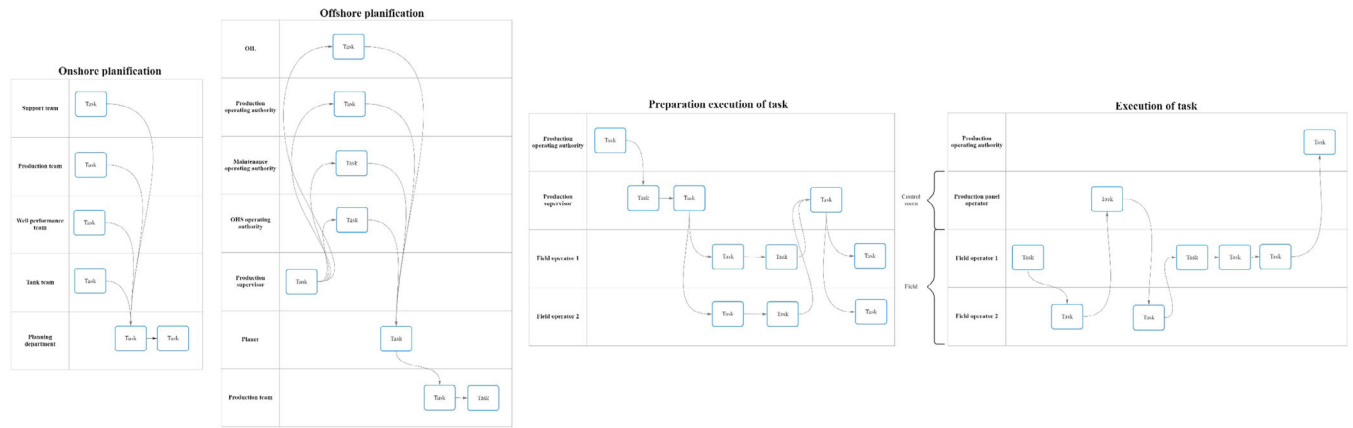 Onshore planification
Support team
Task
Production team
Task
Well performance
team
Task
Tank team
Task
Planning
department
Task
Task
Offshore planification
OIL
Task
Production
operating authority
Task
Maintenance
operating authority
Task
OHS operating
authority
Task
Production
supervisor
Task
Planer
Task
Production team
Task
Task
Preparation execution of task
Production
operating authority
Task
Production
supervisor
Task
Task
Task
Field operator 1
Task
Task
Task
Field operator 2
Task
Task
Task
Execution of task
Production
operating authority
Task
Control
room
Production panel
operator
Task
Field
Field operator 1
Task
Task
Task
Task
Field operator 2
Task
Task